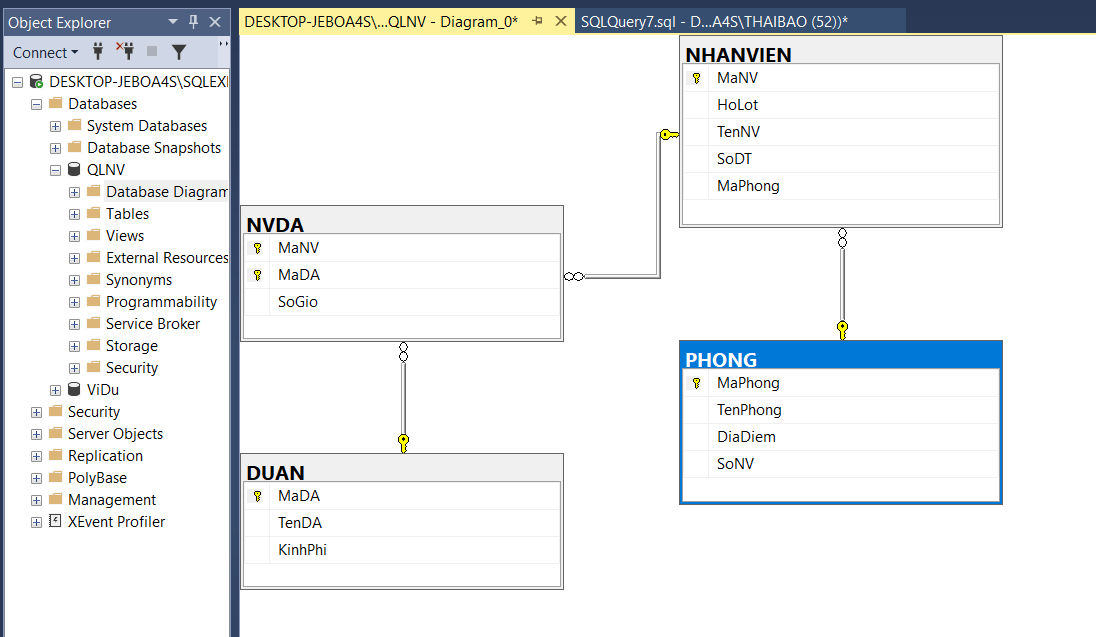 Object Explorer
Connect
DESKTOP-JEBOA4S\SQLEXI
Databases
System Databases
Database Snapshots
QLNV
Database Diagram
Tables
Views
External Resources
Synonyms
Programmability
Service Broker
Storage
Security
ViDu
Security
Server Objects
Replication
PolyBase
Management
XEvent Profiler
DESKTOP-JEBOA4S\...QLNV - Diagram_0*
SQLQuery7.sql - D...A4S\THAIBAO (52))*
NHANVIEN
MaNV
HoLot
TenNV
SoDT
MaPhong
NVDA
MaNV
MaDA
SoGio
PHONG
MaPhong
TenPhong
DiaDiem
SoNV
DUAN
MaDA
TenDA
KinhPhi